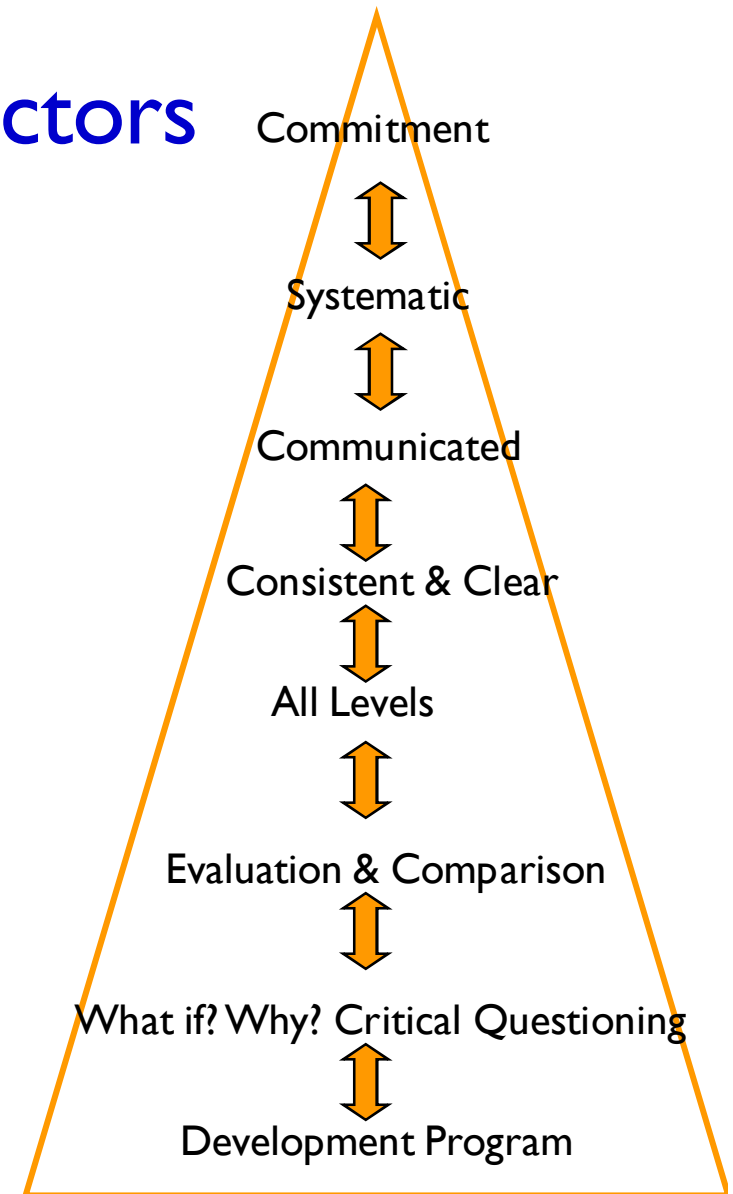 ctors
Commitment
Systematic
Communicated
Consistent & Clear
All Levels
Evaluation & Comparison
What if? Why? Critical Questioning
Development Program